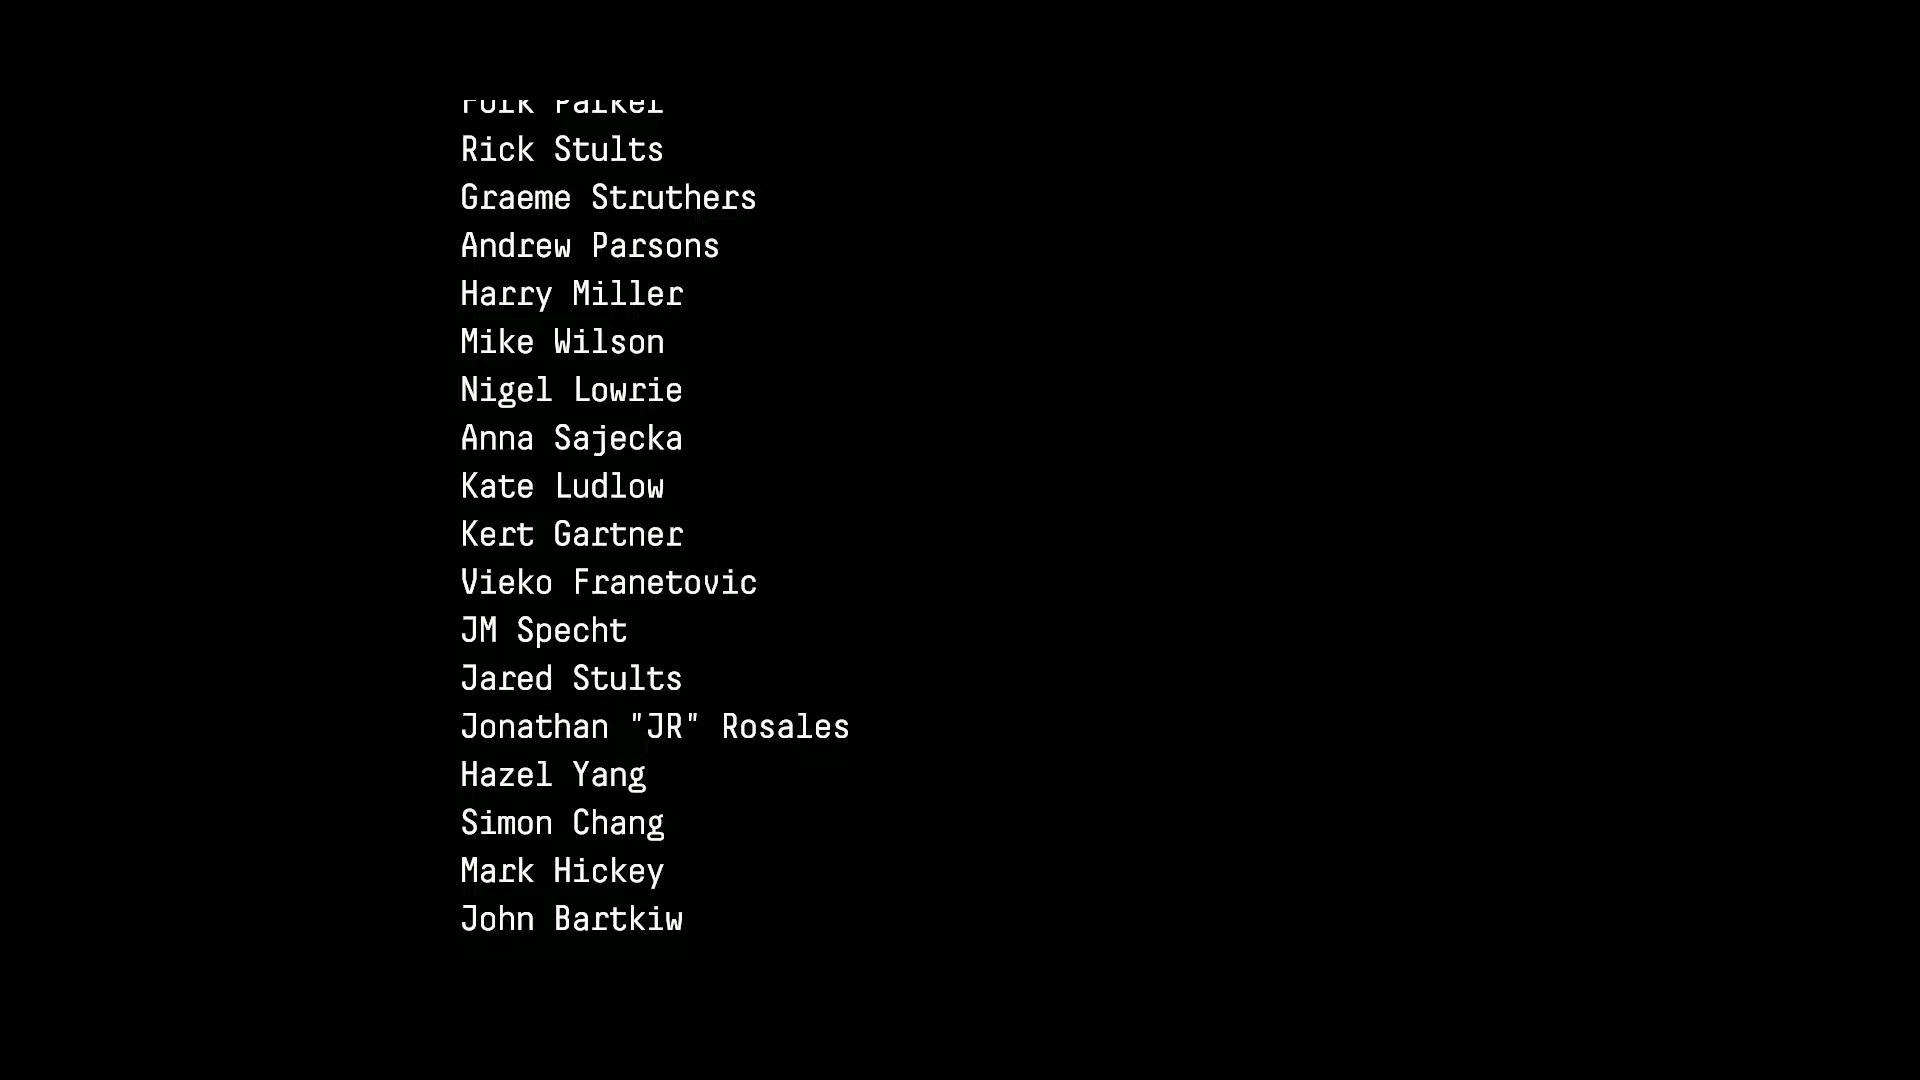 Rick Stults
Graeme Struthers
Andrew Parsons
Harry Miller
Mike Wilson
Nigel Lowrie
Anna Sajecka
Kate Ludlow
Kert Gartner
Vieko Franetovic
JM Specht
Jared Stults
Jonathan "JR" Rosales
Hazel Yang
Simon Chang
Mark Hickey
John Bartkiw